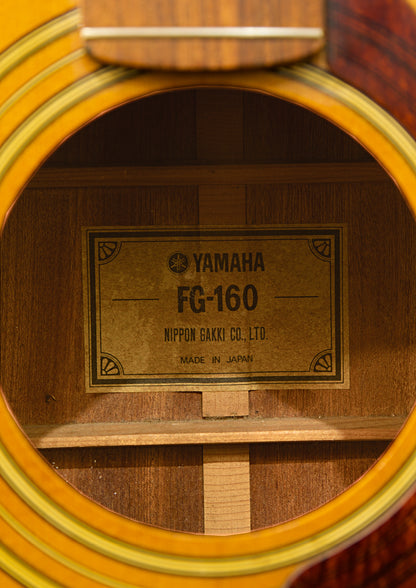 YAMAHA
FG-160
NIPPON GAKKI CO., LTD.
MADE IN JAPAN